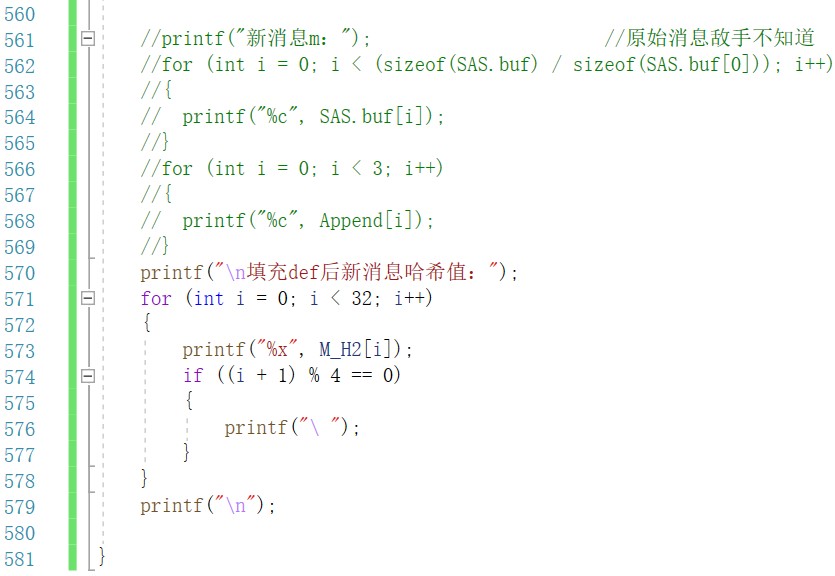 560
561 //printf("新消息m: "); //原始消息敌手不知道
562 //for (int i = 0; i < (sizeof(SAS.buf) / sizeof(SAS.buf[0])); i++)
563 //{
564 // printf("%c", SAS.buf[i]);
565 //}
566 //for (int i = 0; i < 3; i++)
567 //{
568 // printf("%c", Append[i]);
569 //}
570 printf("\n填充def后新消息哈希值: ");
571 for (int i = 0; i < 32; i++)
572 {
573 printf("%x", M_H2[i]);
574 if ((i + 1) % 4 == 0)
575 {
576 printf("\ ");
577 }
578 }
579 printf("\n");
580
581 }